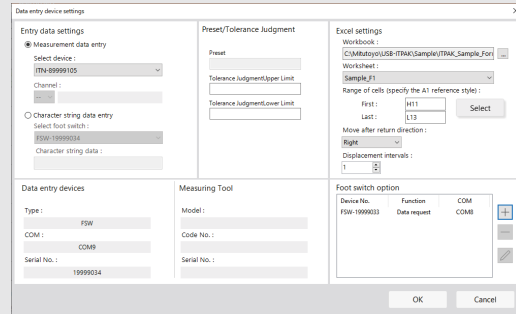 Data entry device settings
Entry data settings
Measurement data entry
Select device :
ITN-89999105
Channel :
---
Character string data entry
Select foot switch :
FSW-19999034
Character string data :
Preset/Tolerance Judgment
Preset
Tolerance JudgmentUpper Limit
Tolerance JudgmentLower Limit
Excel settings
Workbook :
C:\Mitutoyo\USB-ITPAK\Sample\ITPAK_Sample_Forı
...
Worksheet :
Sample_F1
Range of cells (specify the A1 reference style) :
First :
H11
Last :
L13
Select
Move after return direction :
Right
Displacement intervals :
1
Data entry devices
Type :
FSW
COM :
COM9
Serial No. :
19999034
Measuring Tool
Model :
Code No. :
Serial No. :
Foot switch option
Device No. Function COM
FSW-19999033 Data request COM8
OK
Cancel